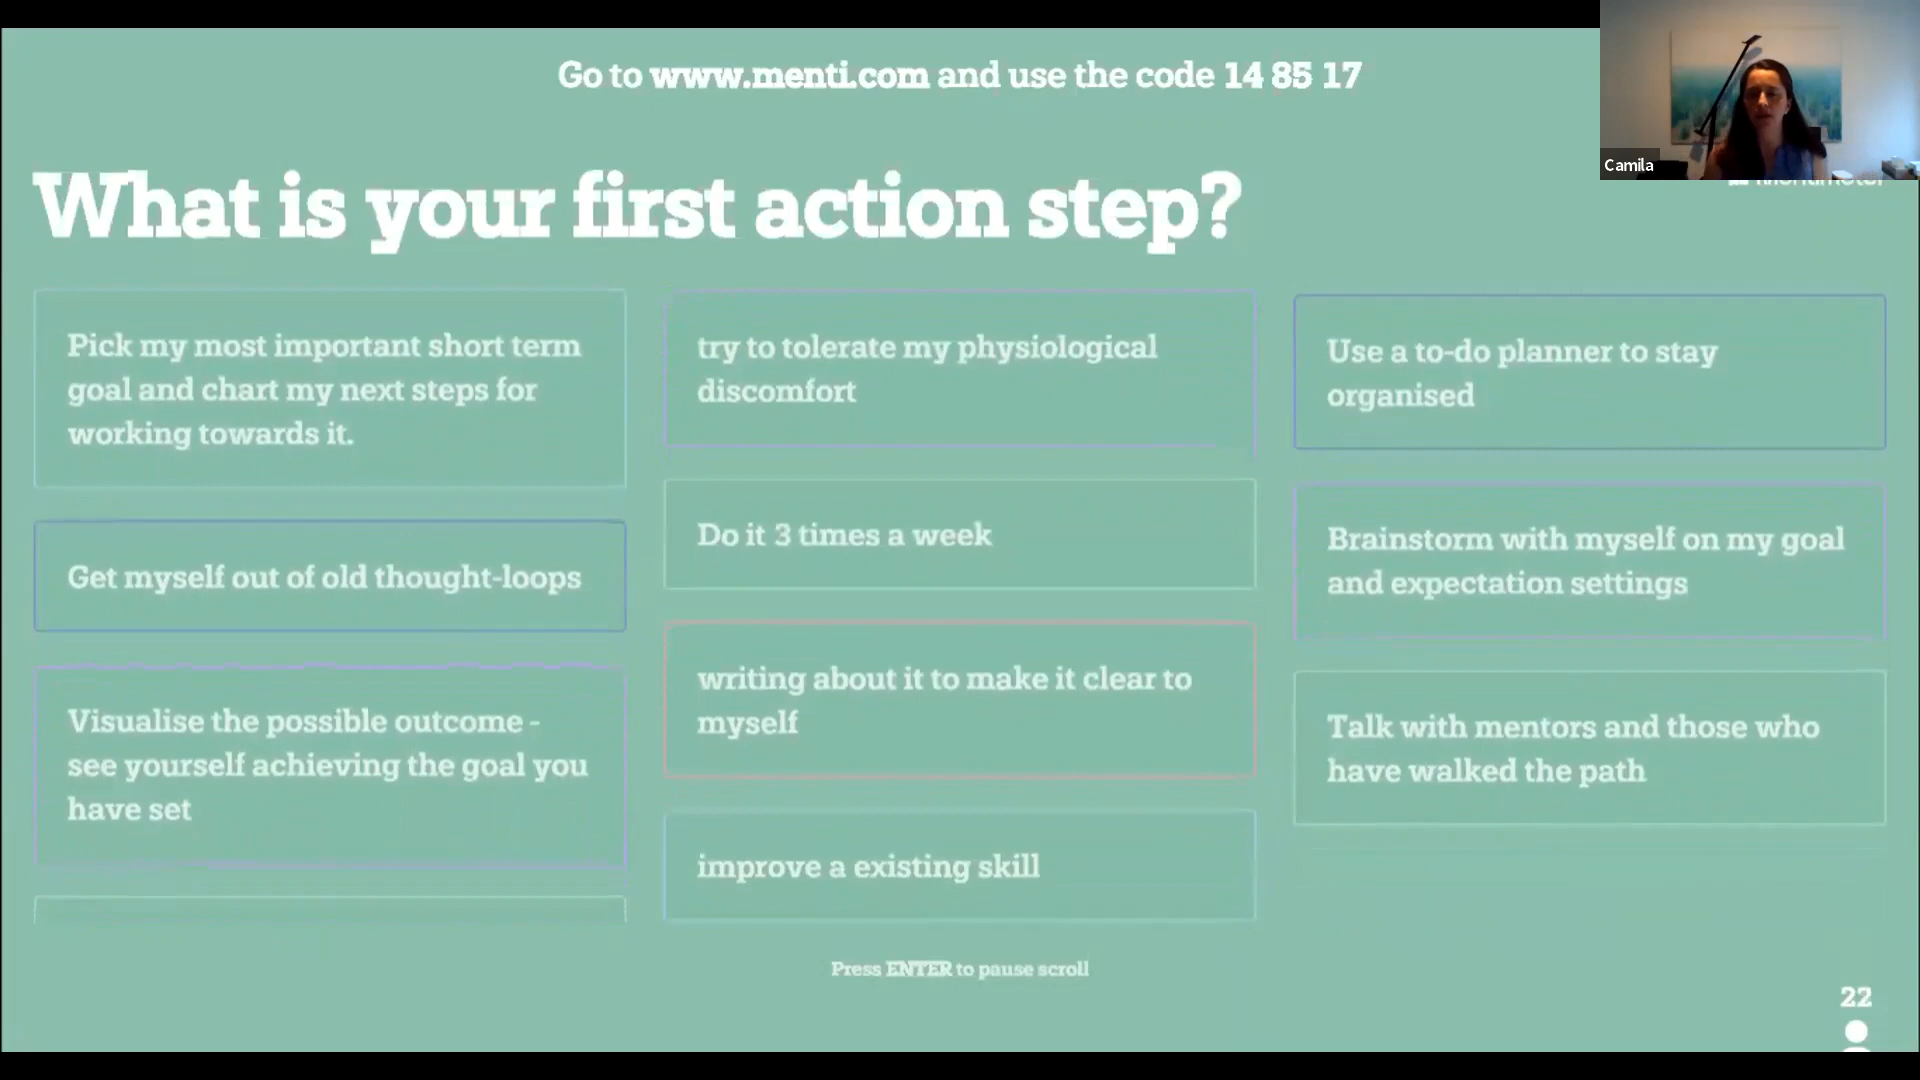 Go to www.menti.com and use the code 14 85 17
Camila
What is your first action step?
Pick my most important short term
goal and chart my next steps for
working towards it.
Get myself out of old thought-loops
Visualise the possible outcome -
see yourself achieving the goal you
have set
try to tolerate my physiological
discomfort
Do it 3 times a week
writing about it to make it clear to
myself
improve a existing skill
Use a to-do planner to stay
organised
Brainstorm with myself on my goal
and expectation settings
Talk with mentors and those who
have walked the path
Press ENTER to pause scroll
22